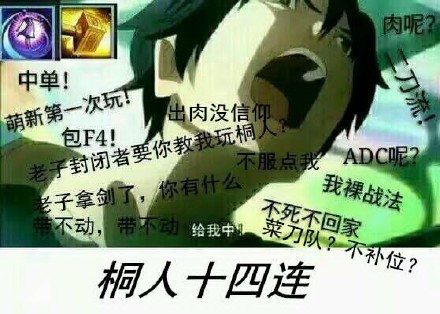 肉呢?
二刀流!
中单!
萌新第一次玩!
出肉没信仰
包F4!
老子封闭者要你教我玩桐人?
不服点我
ADC呢?
我裸战法
老子拿剑了,你有什么
不死不回家
带不动,带不动
给我中!
菜刀队?不补位?
桐人十四连